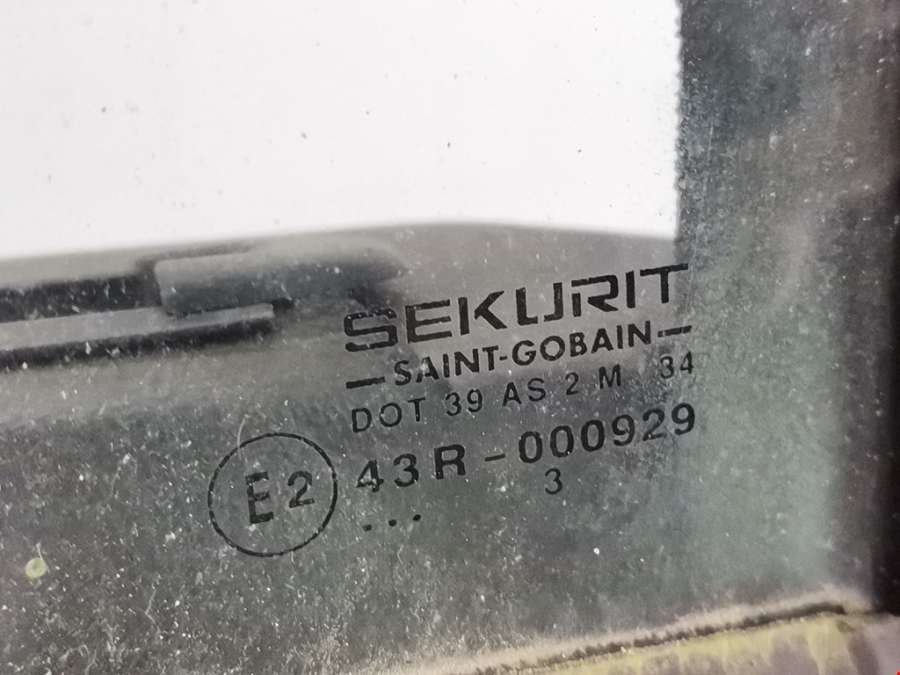 SEKURIT
— SAINT-GOBAIN —
DOT 39 AS 2 M 34
E2 43R - 000929
... 3